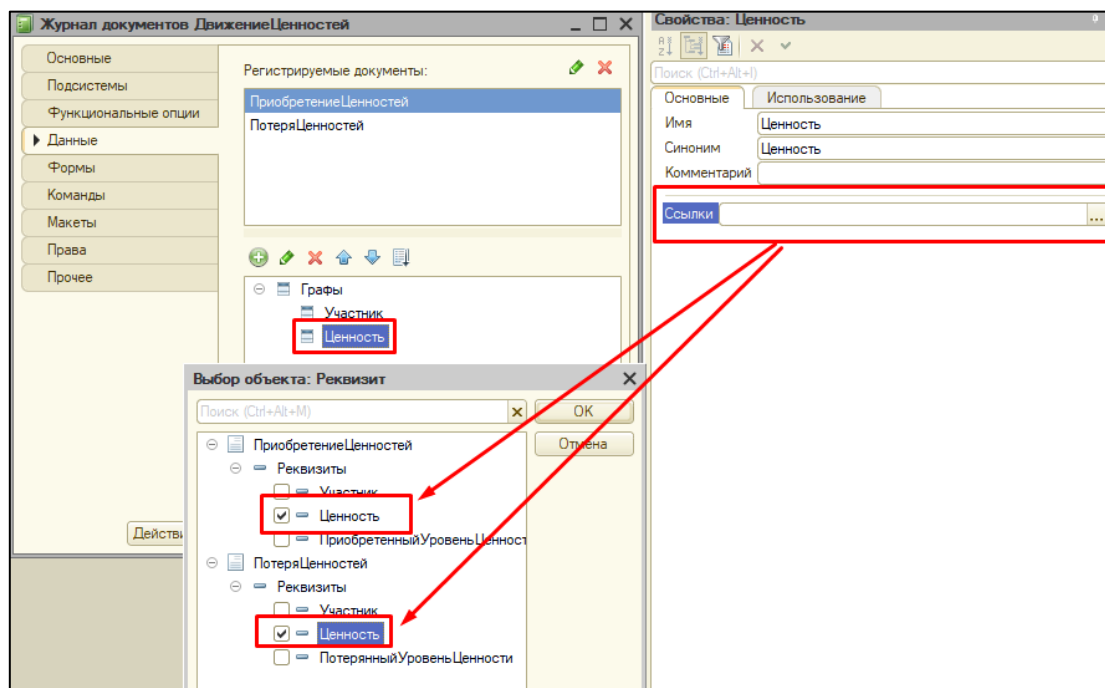 Журнал документов ДвижениеЦенностей
Основные
Подсистемы
Функциональные опции
Данные
Формы
Команды
Макеты
Права
Прочее
Регистрируемые документы:
ПриобретениеЦенностей
ПотеряЦенностей
Графы
Участник
Ценность
Действи
Свойства: Ценность
Поиск (Ctrl+Alt+I)
Основные Использование
Имя Ценность
Синоним Ценность
Комментарий
Ссылки ...
Выбор объекта: Реквизит
Поиск (Ctrl+Alt+M) OK
Отмена
ПриобретениеЦенностей
Реквизиты
Участник
Ценность
ПриобретенныйУровеньЦенност
ПотеряЦенностей
Реквизиты
Участник
Ценность
ПотерянныйУровеньЦенности